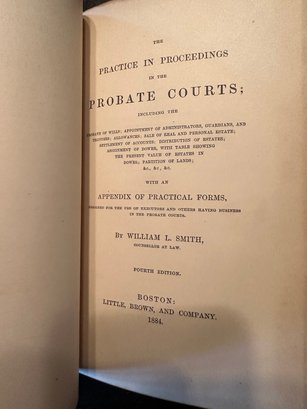 THE
PRACTICE IN PROCEEDINGS
IN THE
PROBATE COURTS;
INCLUDING THE
PROBATE OF WILLS; APPOINTMENT OF ADMINISTRATORS, GUARDIANS, AND
TRUSTEES; ALLOWANCES; SALE OF REAL AND PERSONAL ESTATE;
SETTLEMENT OF ACCOUNTS; DISTRIBUTION OF ESTATES;
ASSIGNMENT OF DOWER, WITH TABLE SHOWING
THE PRESENT VALUE OF ESTATES IN
DOWER; PARTITION OF LANDS;
&c., &c., &c.
WITH AN
APPENDIX OF PRACTICAL FORMS,
DESIGNED FOR THE USE OF EXECUTORS AND OTHERS HAVING BUSINESS
IN THE PROBATE COURTS.
BY WILLIAM L. SMITH,
COUNSELLOR AT LAW.
FOURTH EDITION.
BOSTON:
LITTLE, BROWN, AND COMPANY.
1884.